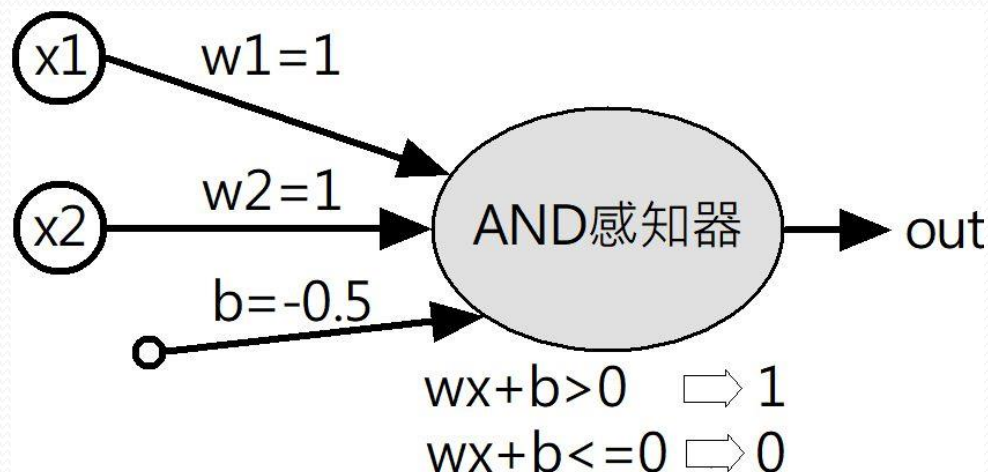 x1
w1=1
w2=1
x2
AND感知器
out
b=-0.5
wx+b>0 ⇨ 1
wx+b<=0 ⇨ 0